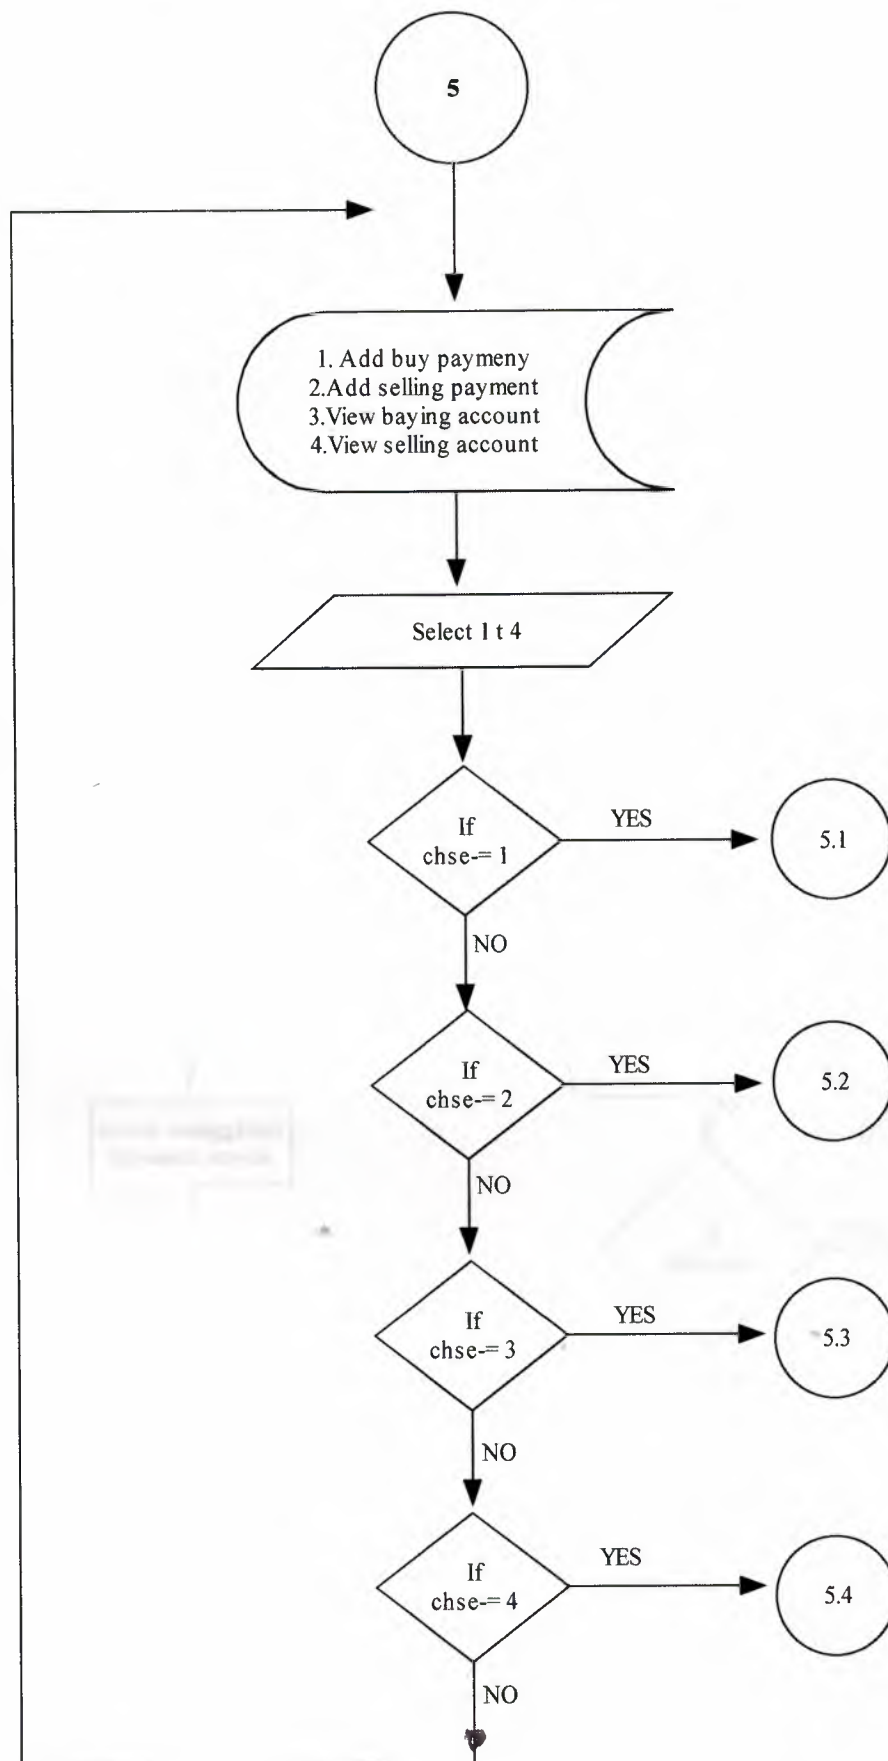 5
1. Add buy paymeny
2.Add selling payment
3.View baying account
4.View selling account
Select 1 t 4
If
chse-= 1
YES
5.1
NO
If
chse-= 2
YES
5.2
NO
If
chse-= 3
YES
5.3
NO
If
chse-= 4
YES
5.4
NO